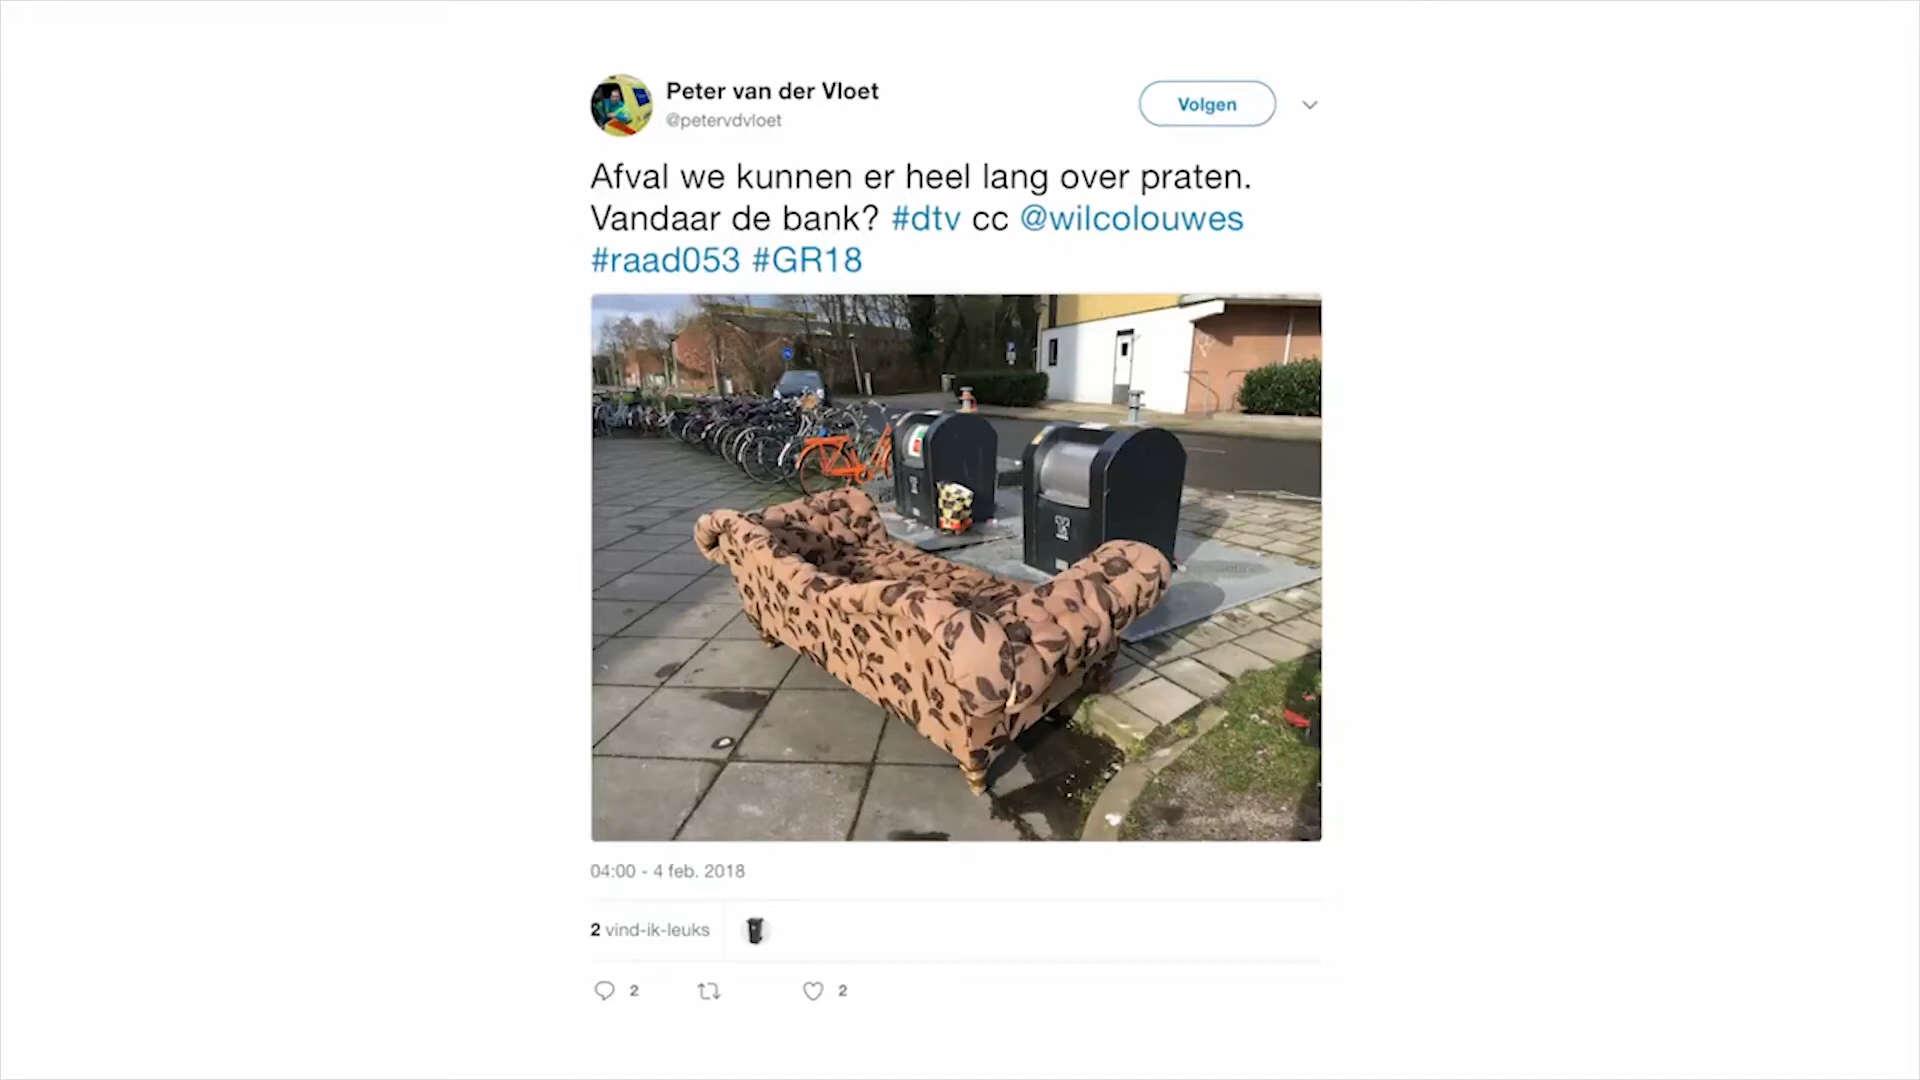 Peter van der Vloet
@petervdvloet
Volgen
Afval we kunnen er heel lang over praten.
Vandaar de bank? #dtv cc @wilcolouwes
#raad053 #GR18
04:00 - 4 feb. 2018
2 vind-ik-leuks
2
2